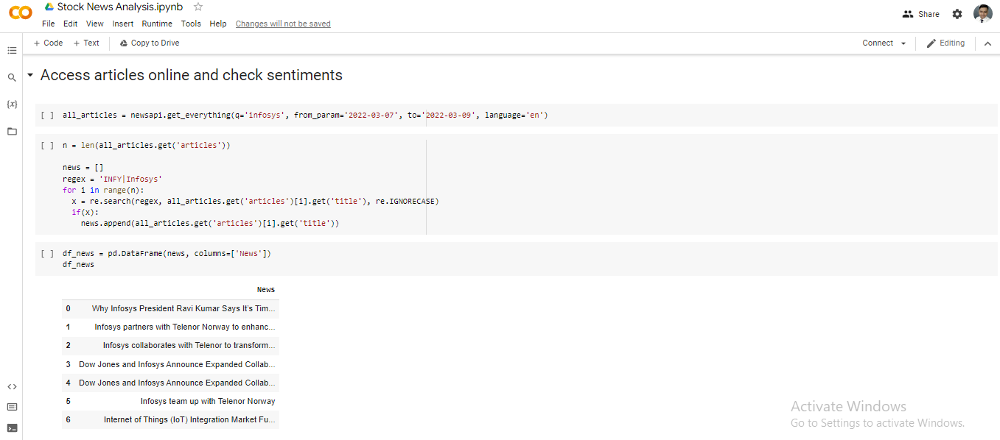 CO Stock News Analysis.ipynb
File Edit View Insert Runtime Tools Help Changes will not be saved
Share
+ Code + Text Copy to Drive
Connect Editing
Access articles online and check sentiments
[ ] all_articles = newsapi.get_everything(q='infosys', from_param='2022-03-07', to='2022-03-09', language='en')
[ ] n = len(all_articles.get('articles'))
news = []
regex = 'INFY|Infosys'
for i in range(n):
x = re.search(regex, all_articles.get('articles')[i].get('title'), re.IGNORECASE)
if(x):
news.append(all_articles.get('articles')[i].get('title'))
[ ] df_news = pd.DataFrame(news, columns=['News'])
df_news
News
0 Why Infosys President Ravi Kumar Says It's Tim...
1 Infosys partners with Telenor Norway to enhanc...
2 Infosys collaborates with Telenor to transform...
3 Dow Jones and Infosys Announce Expanded Collab...
4 Dow Jones and Infosys Announce Expanded Collab...
5 Infosys team up with Telenor Norway
6 Internet of Things (IoT) Integration Market Fu...
Activate Windows
Go to Settings to activate Windows.